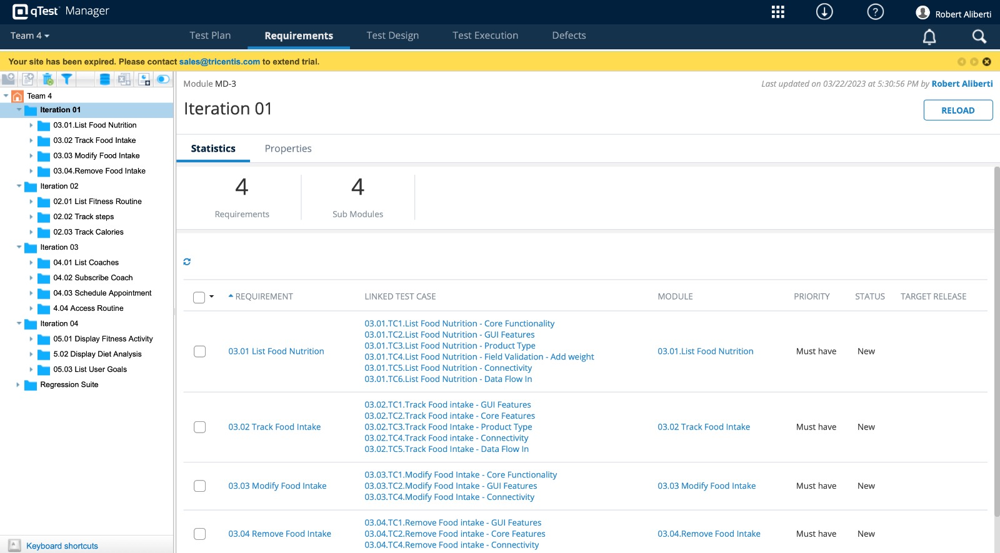 qTest Manager
Robert Aliberti
Team 4
Test Plan
Requirements
Test Design
Test Execution
Defects
Your site has been expired. Please contact sales@tricentis.com to extend trial.
Team 4
Iteration 01
03.01.List Food Nutrition
03.02 Track Food Intake
03.03 Modify Food Intake
03.04.Remove Food Intake
Iteration 02
02.01 List Fitness Routine
02.02 Track steps
02.03 Track Calories
Iteration 03
04.01 List Coaches
04.02 Subscribe Coach
04.03 Schedule Appointment
4.04 Access Routine
Iteration 04
05.01 Display Fitness Activity
5.02 Display Diet Analysis
05.03 List User Goals
Regression Suite
Keyboard shortcuts
Module MD-3
Last updated on 03/22/2023 at 5:30:56 PM by Robert Aliberti
Iteration 01
RELOAD
Statistics
Properties
4
Requirements
4
Sub Modules
REQUIREMENT
LINKED TEST CASE
MODULE
PRIORITY
STATUS
TARGET RELEASE
03.01 List Food Nutrition
03.01.TC1.List Food Nutrition - Core Functionality
03.01.TC2.List Food Nutrition - GUI Features
03.01.TC3.List Food Nutrition - Product Type
03.01.TC4.List Food Nutrition - Field Validation - Add weight
03.01.TC5.List Food Nutrition - Connectivity
03.01.TC6.List Food Nutrition - Data Flow In
03.01.List Food Nutrition
Must have
New
03.02 Track Food Intake
03.02.TC1.Track Food intake - GUI Features
03.02.TC2.Track Food intake - Core Features
03.02.TC3.Track Food Intake - Product Type
03.02.TC4.Track Food intake - Connectivity
03.02.TC5.Track Food Intake - Data Flow In
03.02 Track Food Intake
Must have
New
03.03 Modify Food Intake
03.03.TC1.Modify Food Intake - Core Functionality
03.03.TC2.Modify Food Intake - GUI Features
03.03.TC4.Modify Food Intake - Connectivity
03.03 Modify Food Intake
Must have
New
03.04 Remove Food Intake
03.04.TC1.Remove Food intake - GUI Features
03.04.TC2.Remove Food intake - Core Features
03.04.TC4.Remove Food intake - Connectivity
03.04.Remove Food Intake
Must have
New